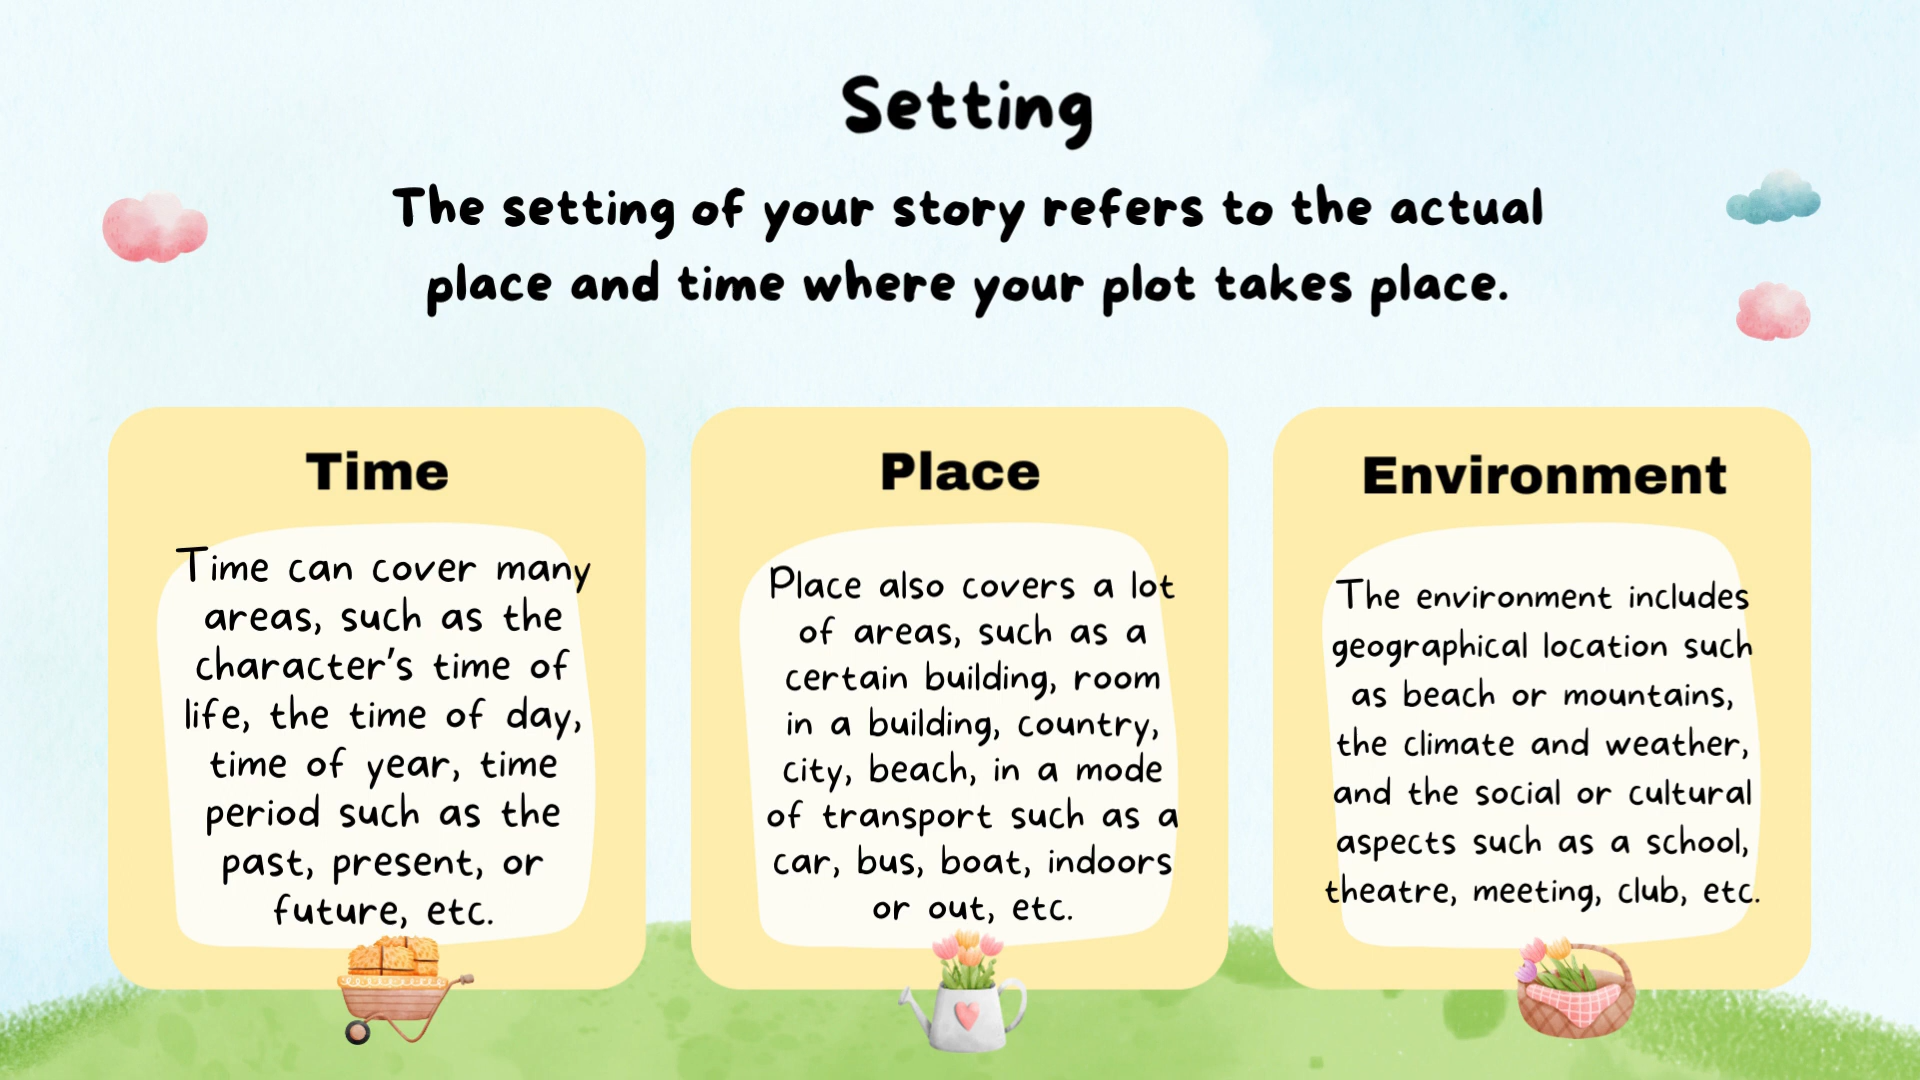 Setting
The setting of your story refers to the actual
place and time where your plot takes place.
Time
Time can cover many
areas, such as the
character's time of
life, the time of day,
time of year, time
period such as the
past, present, or
future, etc.
Place
Place also covers a lot
of areas, such as a
certain building, room
in a building, country,
city, beach, in a mode
of transport such as a
car, bus, boat, indoors
or out, etc.
Environment
The environment includes
geographical location such
as beach or mountains,
the climate and weather,
and the social or cultural
aspects such as a school,
theatre, meeting, club, etc.